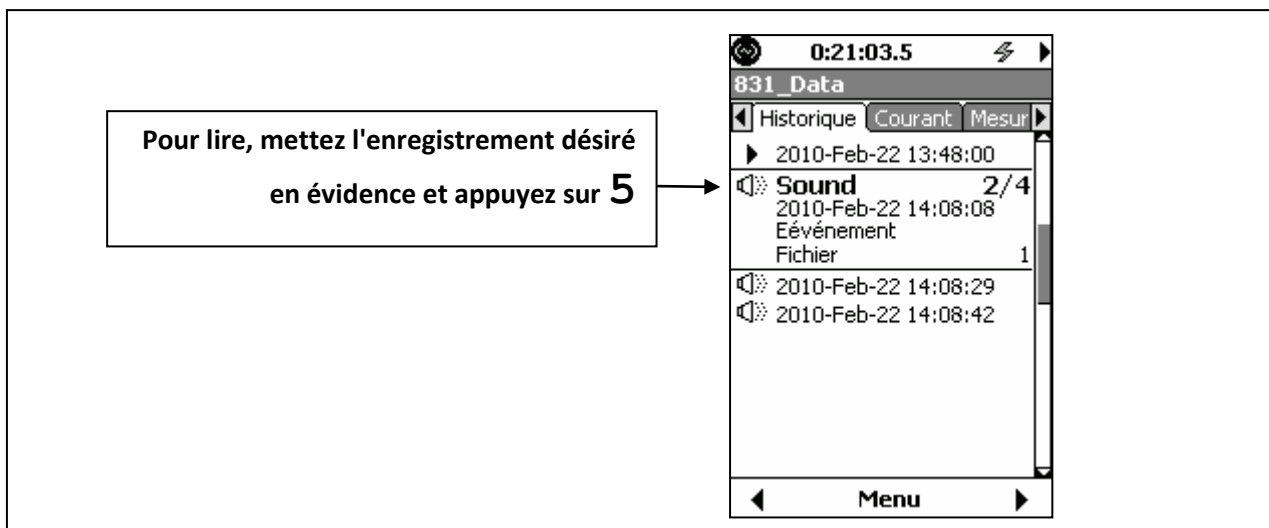 Pour lire, mettez l'enregistrement désiré
en évidence et appuyez sur 5
0:21:03.5
831_Data
Historique Courant Mesur
2010-Feb-22 13:48:00
Sound 2/4
2010-Feb-22 14:08:08
Eévénement
Fichier 1
2010-Feb-22 14:08:29
2010-Feb-22 14:08:42
Menu